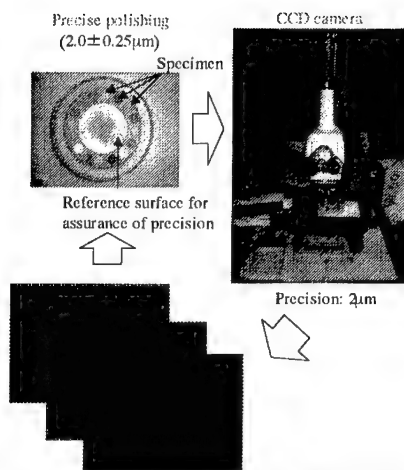 Precise polishing
(2.0±0.25μm)
CCD camera
Specimen
Reference surface for
assurance of precision
Precision: 2μm